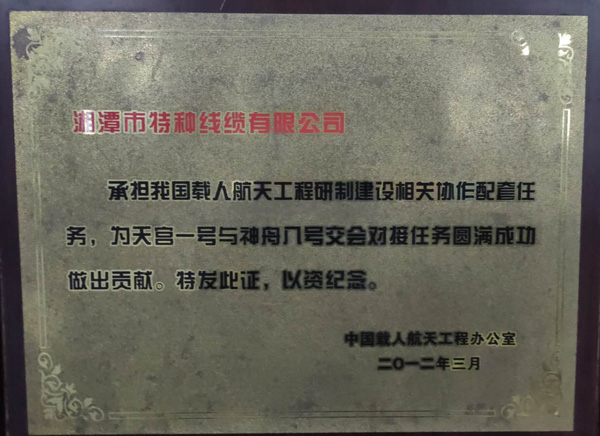 湘潭市特种线缆有限公司
承担我国载人航天工程研制建设相关协作配套任
务，为天宫一号与神舟八号交会对接任务圆满成功
做出贡献。特发此证，以资纪念。
中国载人航天工程办公室
二〇一二年三月